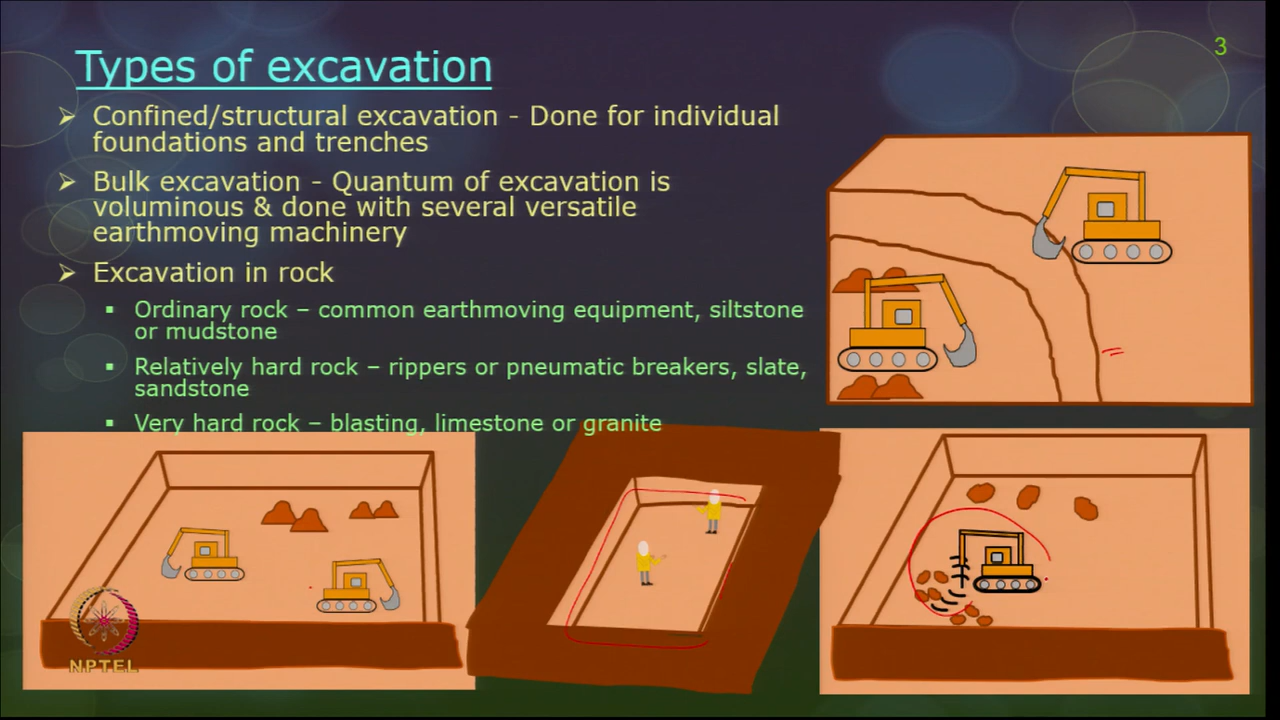 3
Types of excavation
➢ Confined/structural excavation - Done for individual
foundations and trenches
➢ Bulk excavation - Quantum of excavation is
voluminous & done with several versatile
earthmoving machinery
➢ Excavation in rock
▪ Ordinary rock – common earthmoving equipment, siltstone
or mudstone
▪ Relatively hard rock – rippers or pneumatic breakers, slate,
sandstone
▪ Very hard rock – blasting, limestone or granite
NPTEL